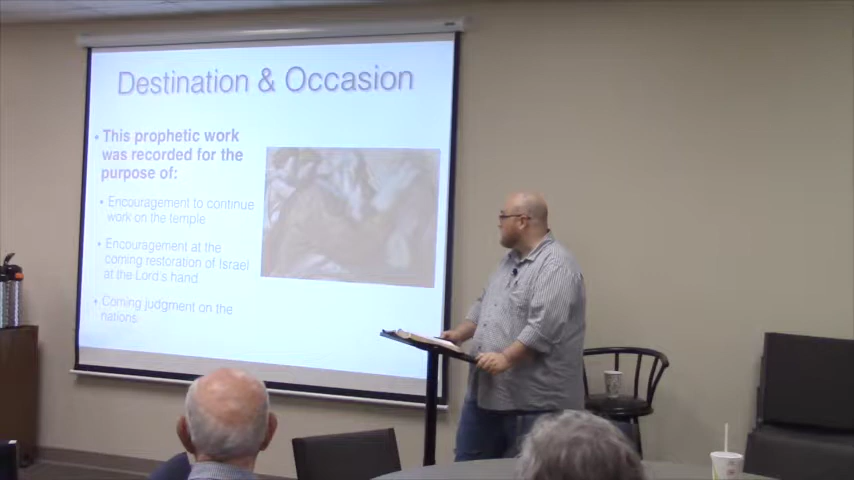 Destination & Occasion
• This prophetic work
was recorded for the
purpose of:
• Encouragement to continue
work on the temple
• Encouragement at the
coming restoration of Israel
at the Lord's hand
• Coming judgment on the
nations